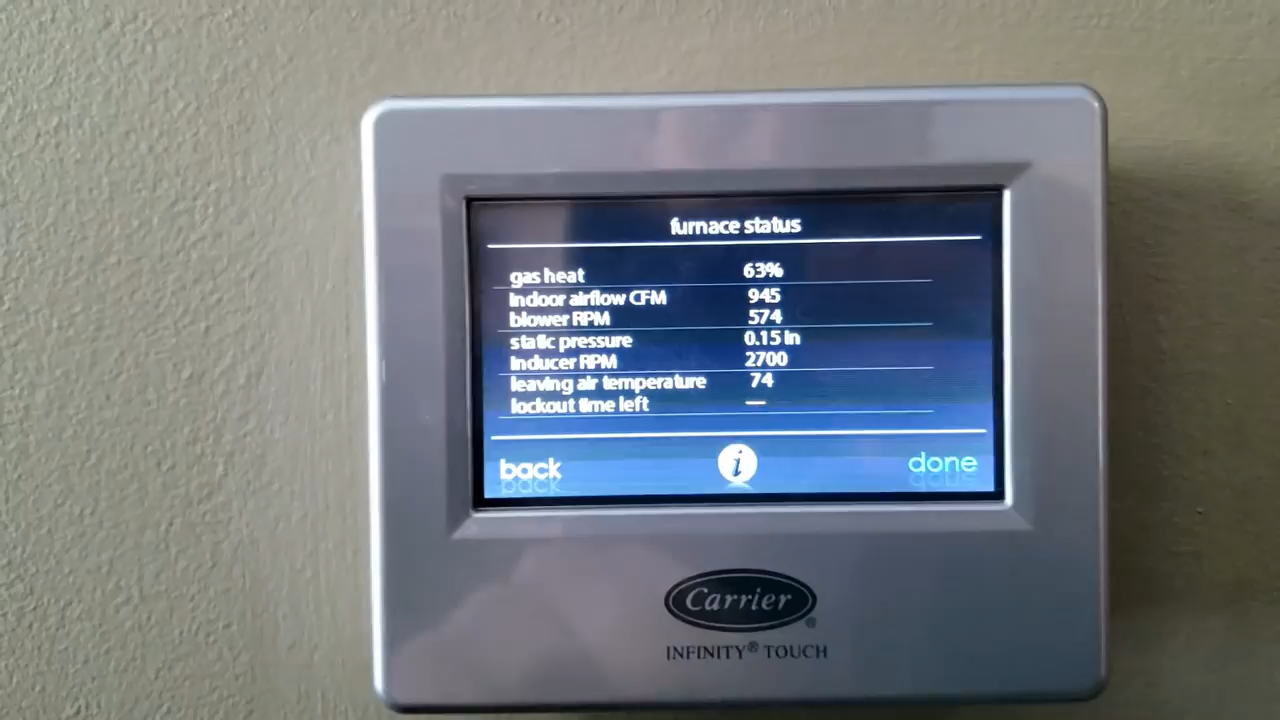 furnace status
gas heat 63%
indoor airflow CFM 945
blower RPM 574
static pressure 0.15 in
inducer RPM 2700
leaving air temperature 74
lockout time left —
back i done
Carrier®
INFINITY® TOUCH